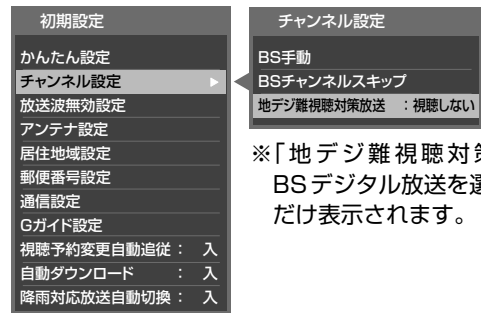 初期設定
かんたん設定
チャンネル設定
放送波無効設定
アンテナ設定
居住地域設定
郵便番号設定
通信設定
Gガイド設定
視聴予約変更自動追従： 入
自動ダウンロード ： 入
降雨対応放送自動切換： 入
チャンネル設定
BS手動
BSチャンネルスキップ
地デジ難視聴対策放送 ：視聴しない
※「地デジ難視聴対
BSデジタル放送を
だけ表示されます。